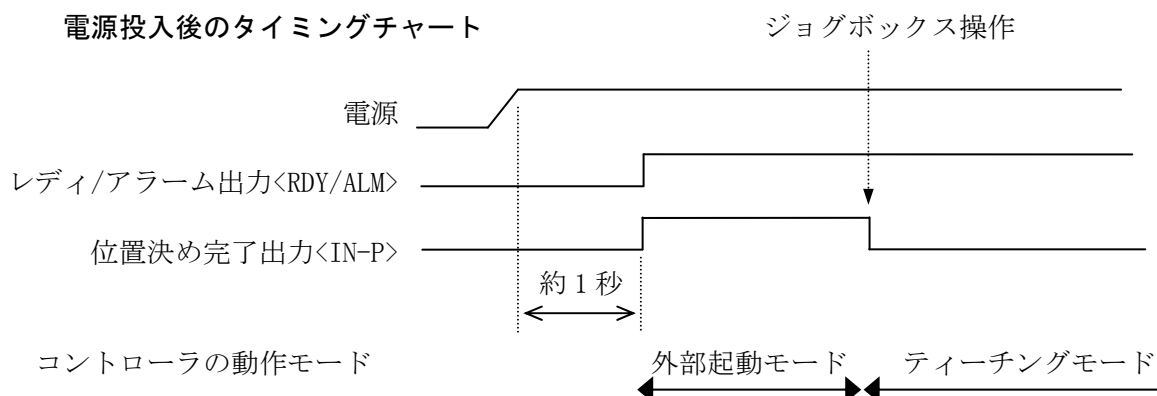 電源投入後のタイミングチャート
ジョグボックス操作
電源
レディ/アラーム出力<RDY/ALM>
位置決め完了出力<IN-P>
約1秒
コントローラの動作モード
外部起動モード
ティーチングモード